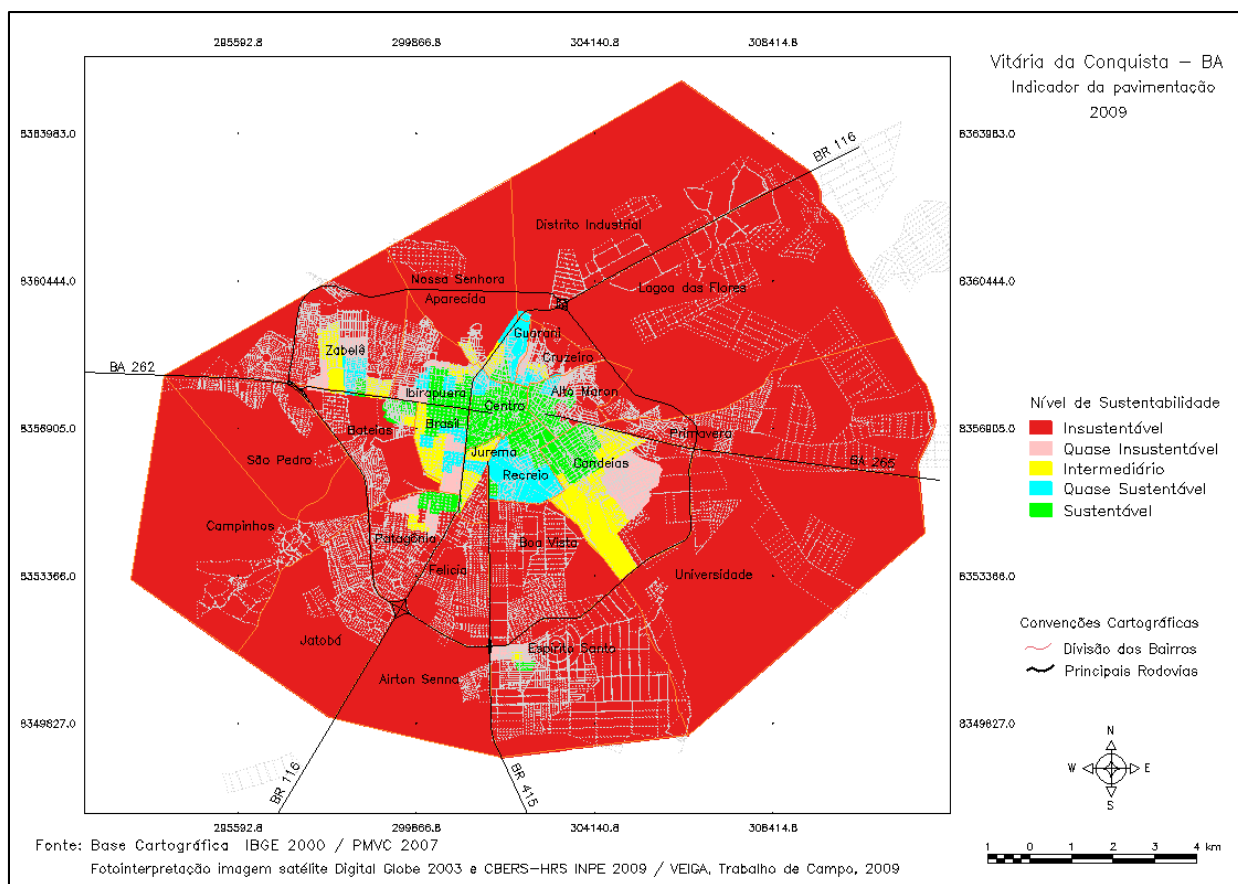 295592.8 299866.8 304140.8 308414.8
Vitária da Conquista – BA
Indicador da pavimentação
2009
8363983.0 8363983.0
BR 116
Distrito Industrial
8360444.0 8360444.0
Nossa Senhora
Aparecida
Lagoa das Flores
Guarani
Cruzeiro
Zabelê
BA 262
Ibirapuera
Alto Maron
Centro
Nível de Sustentabilidade
Insustentável
Quase Insustentável
Intermediário
Quase Sustentável
Sustentável
8356905.0 8356905.0
Brasil
Bateias
Primavera
Jurema
São Pedro
Candeias
BA 265
Recreio
Campinhos
Patagônia
Boa Vista
Felicia
Universidade
8353366.0 8353366.0
Convenções Cartográficas
Divisão dos Bairros
Principais Rodovias
Jatobá
Espirito Santo
Airton Senna
8349827.0 8349827.0
N
W E
S
BR 116
BR 415
295592.8 299866.8 304140.8 308414.8
Fonte: Base Cartográfica IBGE 2000 / PMVC 2007
Fotointerpretação imagem satélite Digital Globe 2003 e CBERS-HRS INPE 2009 / VEIGA, Trabalho de Campo, 2009
1 0 1 2 3 4 km